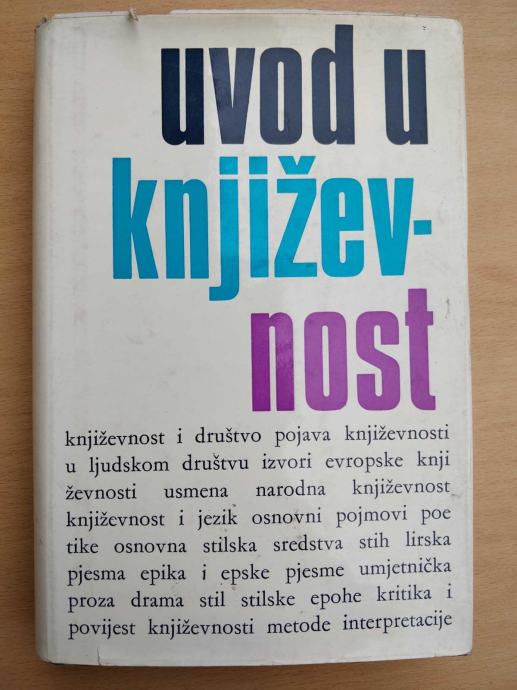 uvod u
književ-
nost
književnost i društvo pojava književnosti
u ljudskom društvu izvori evropske knji
ževnosti usmena narodna književnost
književnost i jezik osnovni pojmovi poe
tike osnovna stilska sredstva stih lirska
pjesma epika i epske pjesme umjetnička
proza drama stil stilske epohe kritika i
povijest književnosti metode interpretacije